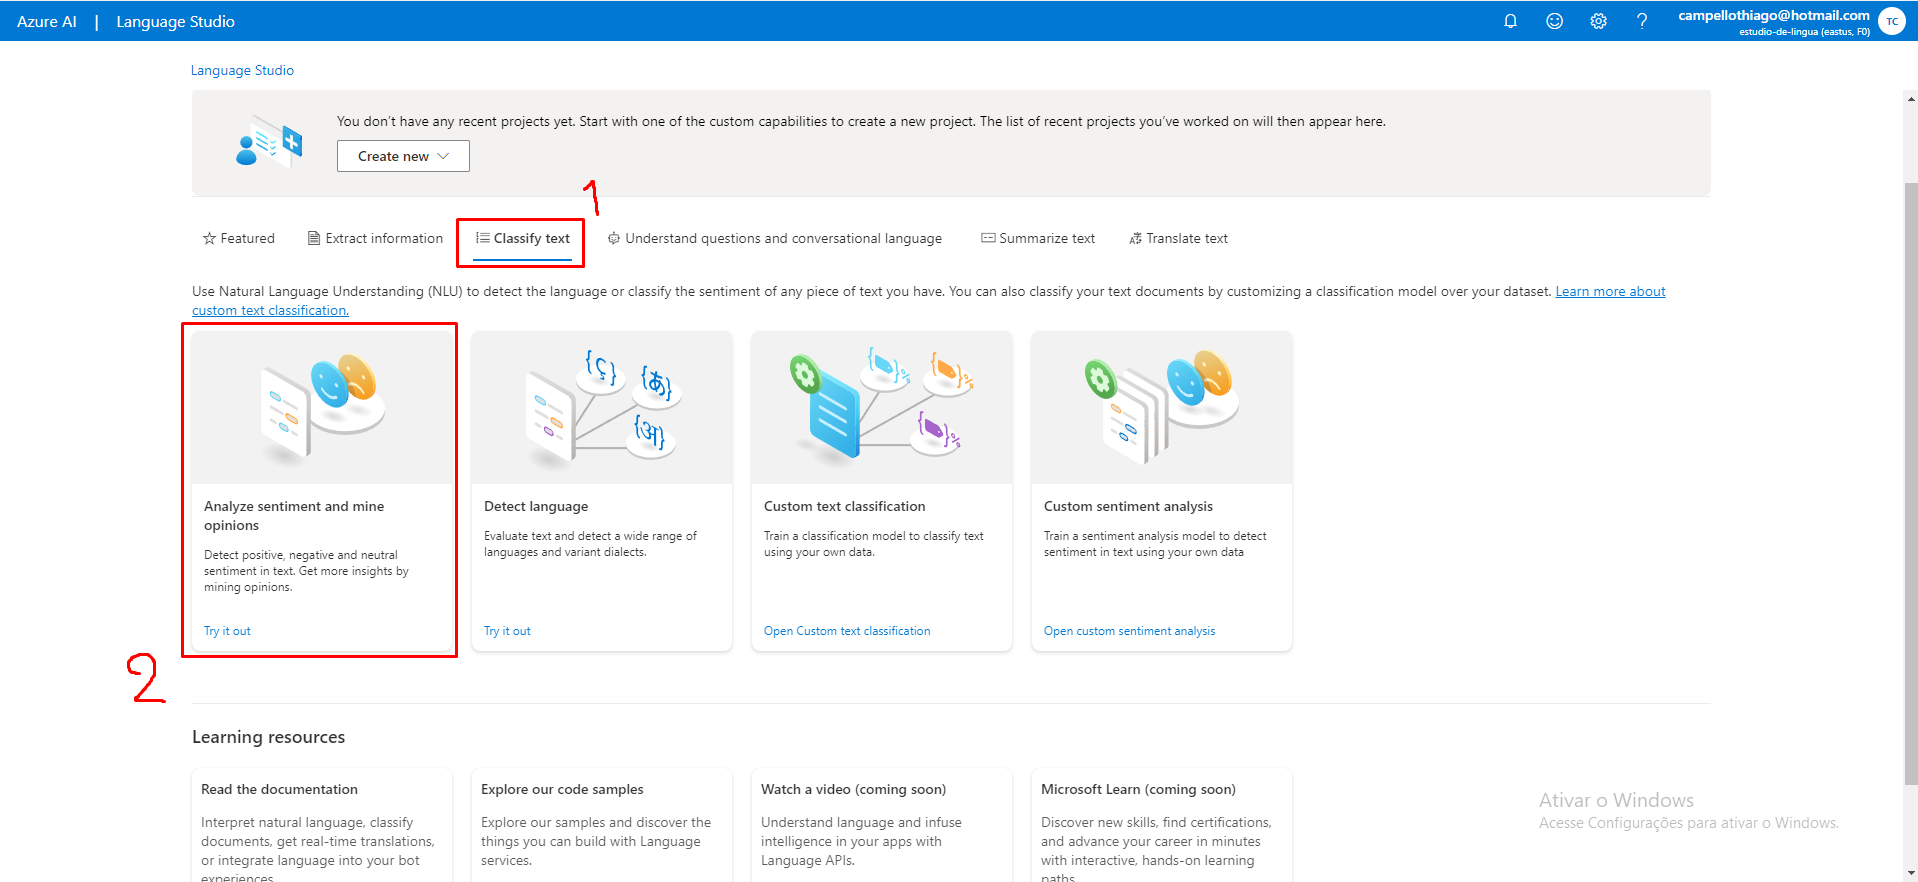 Azure AI | Language Studio
campellothiago@hotmail.com
estudio-de-lingua (eastus, F0)
TC
Language Studio
You don't have any recent projects yet. Start with one of the custom capabilities to create a new project. The list of recent projects you've worked on will then appear here.
Create new
1
Featured
Extract information
Classify text
Understand questions and conversational language
Summarize text
Translate text
Use Natural Language Understanding (NLU) to detect the language or classify the sentiment of any piece of text you have. You can also classify your text documents by customizing a classification model over your dataset. Learn more about
custom text classification.
Analyze sentiment and mine
opinions
Detect positive, negative and neutral
sentiment in text. Get more insights by
mining opinions.
Try it out
{ç}
{あ}
{अ}
Detect language
Evaluate text and detect a wide range of
languages and variant dialects.
Try it out
Custom text classification
Train a classification model to classify text
using your own data.
Open Custom text classification
Custom sentiment analysis
Train a sentiment analysis model to detect
sentiment in text using your own data
Open custom sentiment analysis
2
Learning resources
Read the documentation
Interpret natural language, classify
documents, get real-time translations,
or integrate language into your bot
experiences.
Explore our code samples
Explore our samples and discover the
things you can build with Language
services.
Watch a video (coming soon)
Understand language and infuse
intelligence in your apps with
Language APIs.
Microsoft Learn (coming soon)
Discover new skills, find certifications,
and advance your career in minutes
with interactive, hands-on learning
paths.
Ativar o Windows
Acesse Configurações para ativar o Windows.